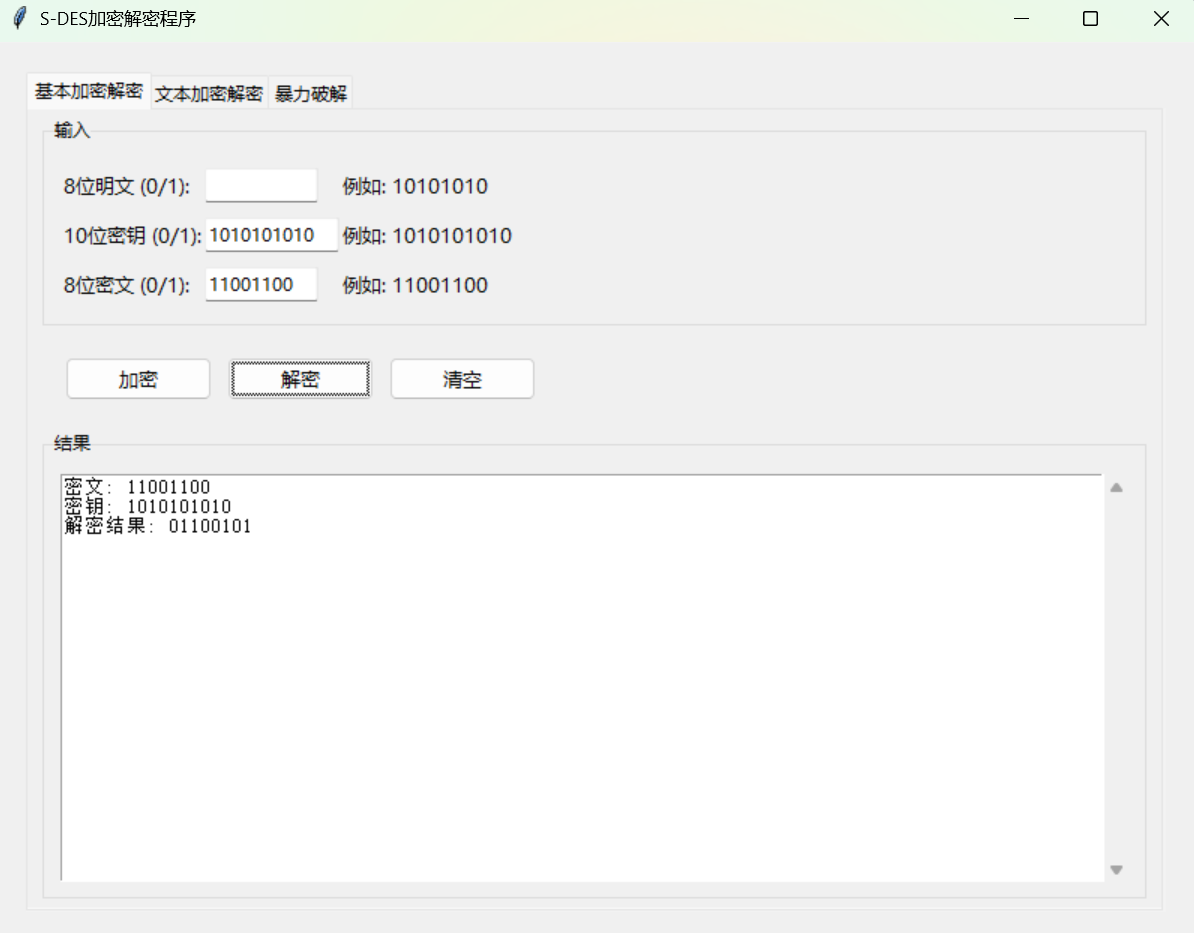 S-DES加密解密程序
基本加密解密 文本加密解密 暴力破解
输入
8位明文 (0/1): 例如: 10101010
10位密钥 (0/1): 1010101010 例如: 1010101010
8位密文 (0/1): 11001100 例如: 11001100
加密 解密 清空
结果
密文: 11001100
密钥: 1010101010
解密结果: 01100101